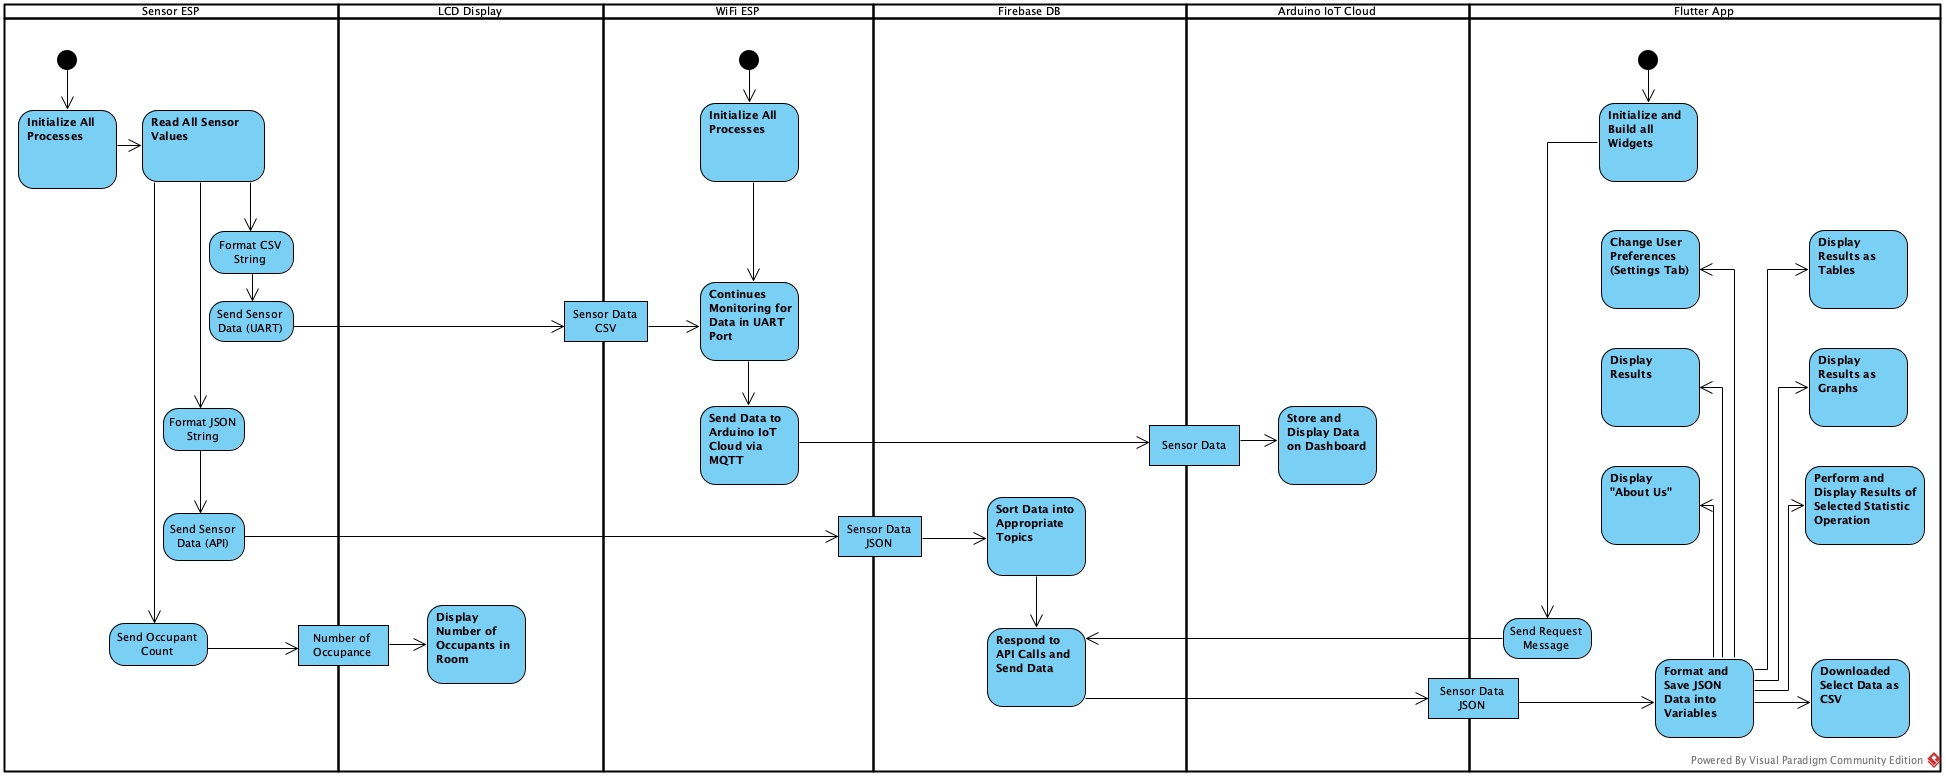 Sensor ESP
LCD Display
WiFi ESP
Firebase DB
Arduino IoT Cloud
Flutter App
Initialize All
Processes
Read All Sensor
Values
Format CSV
String
Send Sensor
Data (UART)
Format JSON
String
Send Sensor
Data (API)
Send Occupant
Count
Number of
Occupance
Display
Number of
Occupants in
Room
Sensor Data
CSV
Initialize All
Processes
Continues
Monitoring for
Data in UART
Port
Send Data to
Arduino IoT
Cloud via
MQTT
Sensor Data
JSON
Sort Data into
Appropriate
Topics
Respond to
API Calls and
Send Data
Sensor Data
Store and
Display Data
on Dashboard
Sensor Data
JSON
Initialize and
Build all
Widgets
Send Request
Message
Change User
Preferences
(Settings Tab)
Display
Results
Display
"About Us"
Format and
Save JSON
Data into
Variables
Display
Results as
Tables
Display
Results as
Graphs
Perform and
Display Results of
Selected Statistic
Operation
Downloaded
Select Data as
CSV
Powered By Visual Paradigm Community Edition